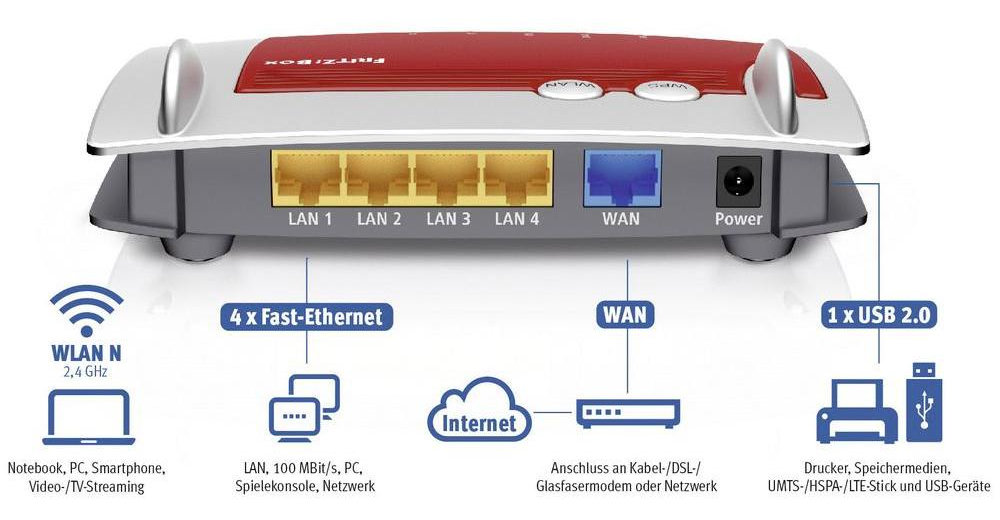 FRITZ!Box
WLAN
WPS
LAN 1
LAN 2
LAN 3
LAN 4
WAN
Power
4 x Fast-Ethernet
WAN
1 x USB 2.0
WLAN N
2,4 GHz
Internet
Notebook, PC, Smartphone,
Video-/TV-Streaming
LAN, 100 MBit/s, PC,
Spielekonsole, Netzwerk
Anschluss an Kabel-/DSL-/
Glasfasermodem oder Netzwerk
Drucker, Speichermedien,
UMTS-/HSPA-/LTE-Stick und USB-Geräte